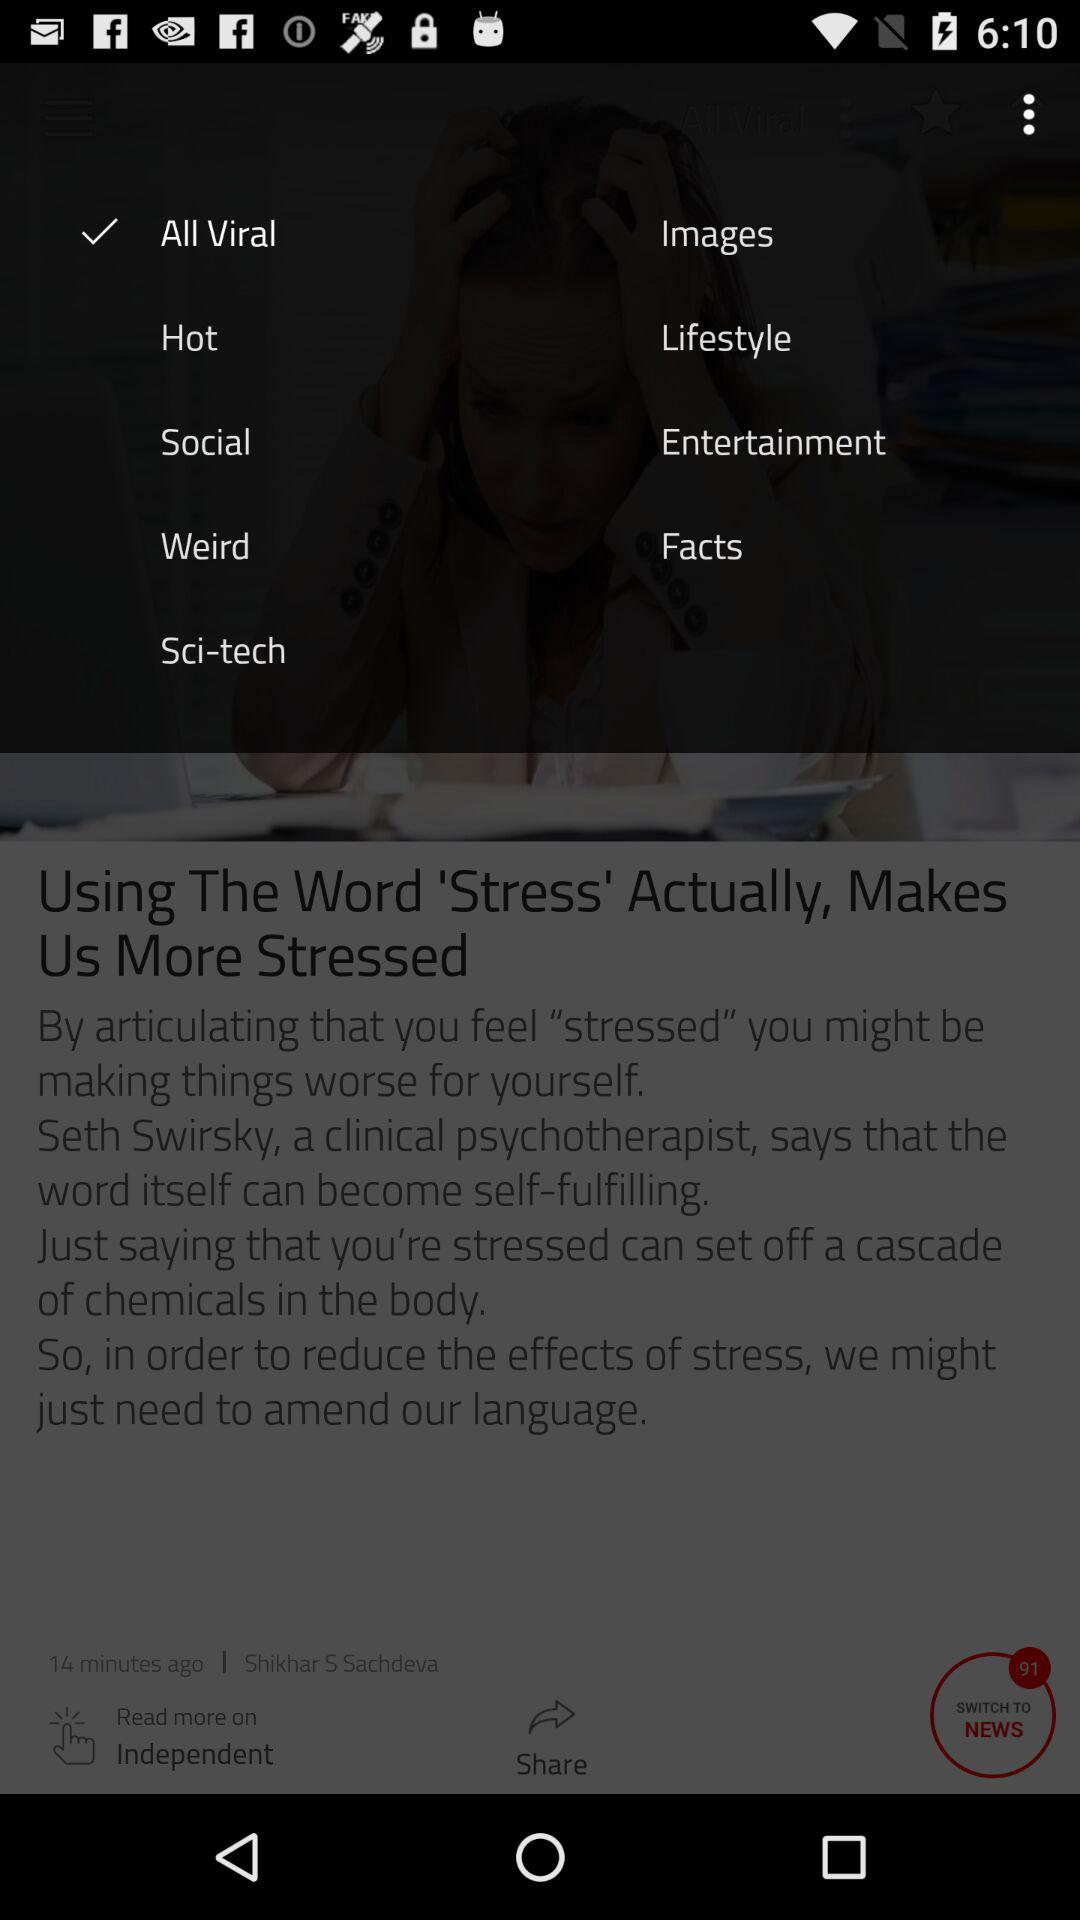 FAKE
6:10
All Viral
All Viral
Images
Hot
Lifestyle
Social
Entertainment
Weird
Facts
Sci-tech
Using The Word 'Stress' Actually, Makes
Us More Stressed
By articulating that you feel “stressed” you might be
making things worse for yourself.
Seth Swirsky, a clinical psychotherapist, says that the
word itself can become self-fulfilling.
Just saying that you’re stressed can set off a cascade
of chemicals in the body.
So, in order to reduce the effects of stress, we might
just need to amend our language.
14 minutes ago | Shikhar S Sachdeva
91
SWITCH TO
NEWS
Read more on
Independent
Share